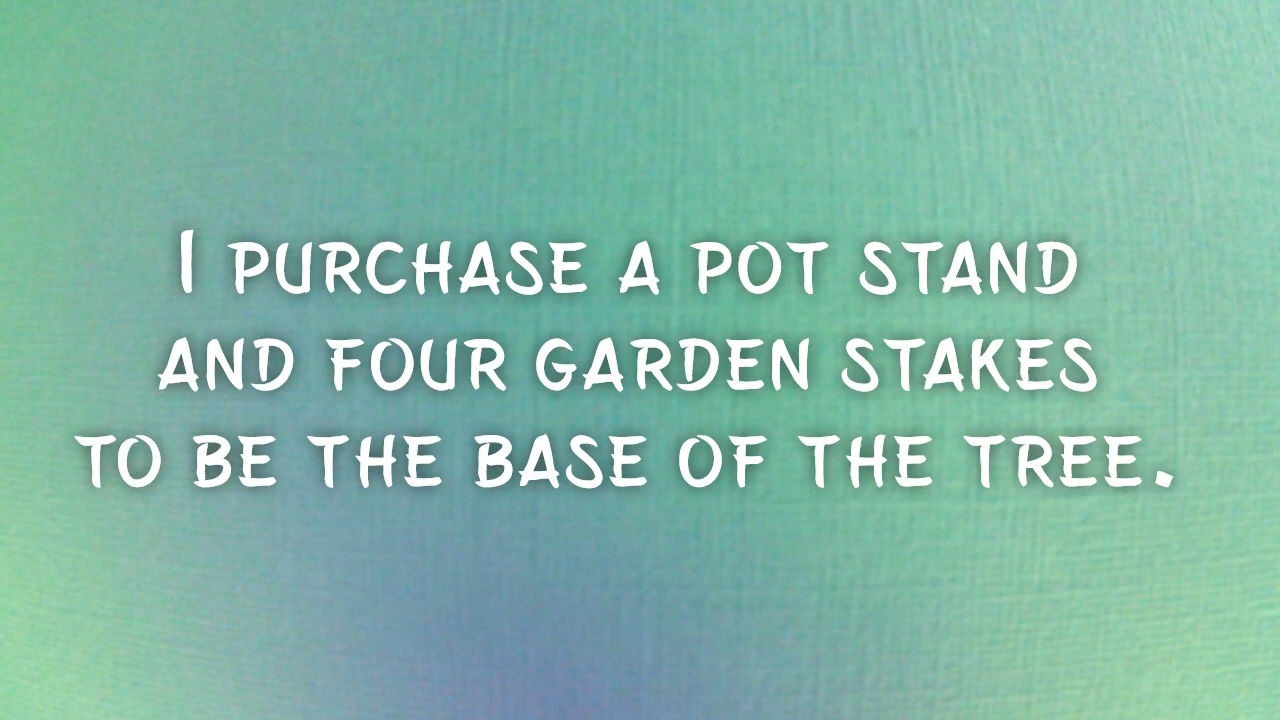 I PURCHASE A POT STAND
AND FOUR GARDEN STAKES
TO BE THE BASE OF THE TREE.